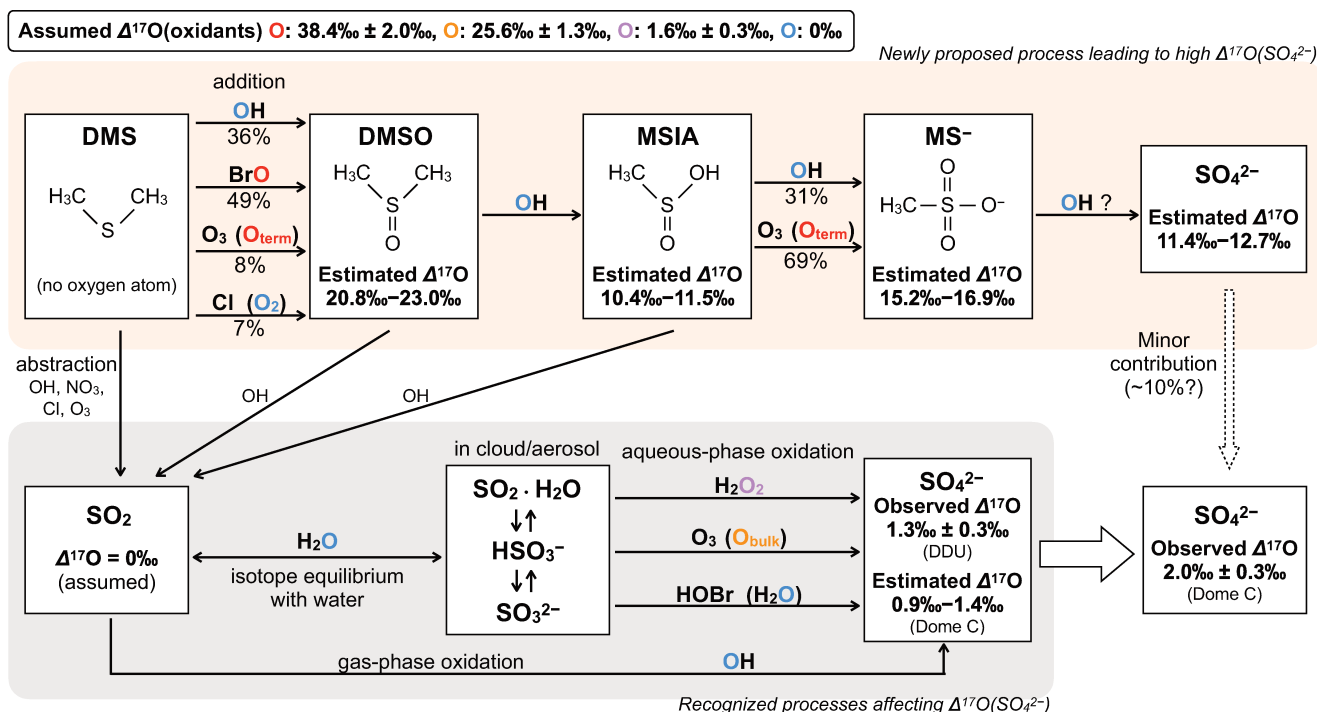 Assumed Δ¹⁷O(oxidants) O: 38.4‰ ± 2.0‰, O: 25.6‰ ± 1.3‰, O: 1.6‰ ± 0.3‰, O: 0‰
Newly proposed process leading to high Δ¹⁷O(SO₄²⁻)
addition
OH
36%
BrO
49%
O₃ (Oterm)
8%
Cl (O₂)
7%
DMS
H₃C
CH₃
S
(no oxygen atom)
DMSO
H₃C
CH₃
S
O
Estimated Δ¹⁷O
20.8‰–23.0‰
OH
MSIA
H₃C
OH
S
O
Estimated Δ¹⁷O
10.4‰–11.5‰
OH
31%
O₃ (Oterm)
69%
MS⁻
O
H₃C–S–O⁻
O
Estimated Δ¹⁷O
15.2‰–16.9‰
OH ?
SO₄²⁻
Estimated Δ¹⁷O
11.4‰–12.7‰
abstraction
OH, NO₃,
Cl, O₃
OH
OH
Minor
contribution
(~10%?)
SO₂
Δ¹⁷O = 0‰
(assumed)
H₂O
isotope equilibrium
with water
in cloud/aerosol
SO₂ · H₂O
HSO₃⁻
SO₃²⁻
aqueous-phase oxidation
H₂O₂
O₃ (Obulk)
HOBr (H₂O)
SO₄²⁻
Observed Δ¹⁷O
1.3‰ ± 0.3‰
(DDU)
Estimated Δ¹⁷O
0.9‰–1.4‰
(Dome C)
SO₄²⁻
Observed Δ¹⁷O
2.0‰ ± 0.3‰
(Dome C)
gas-phase oxidation
OH
Recognized processes affecting Δ¹⁷O(SO₄²⁻)